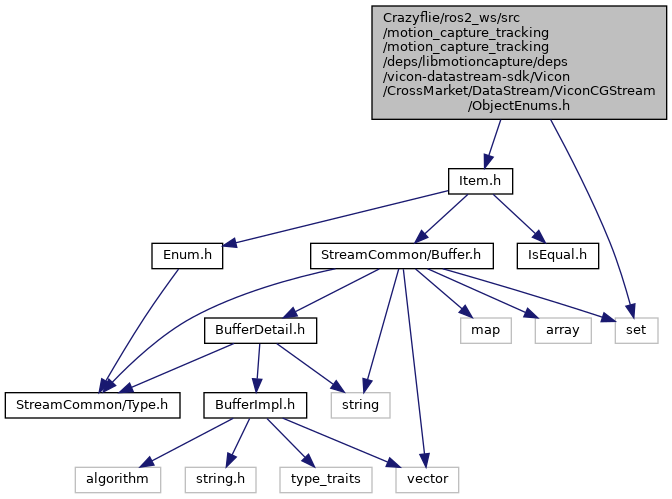 Crazyflie/ros2_ws/src
/motion_capture_tracking
/motion_capture_tracking
/deps/libmotioncapture/deps
/vicon-datastream-sdk/Vicon
/CrossMarket/DataStream/ViconCGStream
/ObjectEnums.h
Item.h
Enum.h
StreamCommon/Buffer.h
IsEqual.h
BufferDetail.h
map
array
set
StreamCommon/Type.h
BufferImpl.h
string
algorithm
string.h
type_traits
vector